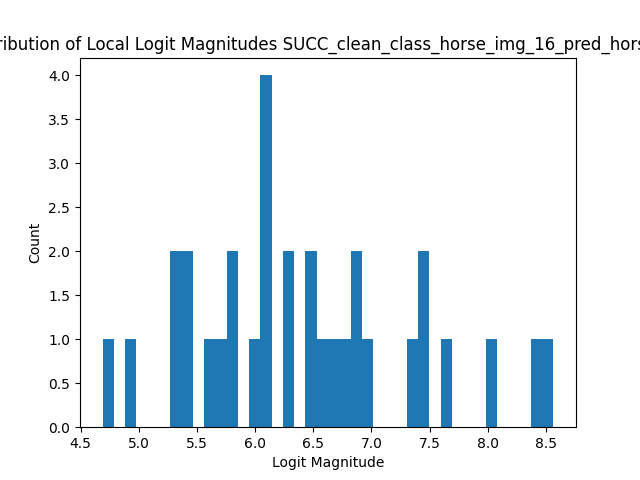 ribution of Local Logit Magnitudes SUCC_clean_class_horse_img_16_pred_hors
4.0
3.5
3.0
2.5
2.0
1.5
1.0
0.5
0.0
Count
4.5 5.0 5.5 6.0 6.5 7.0 7.5 8.0 8.5
Logit Magnitude